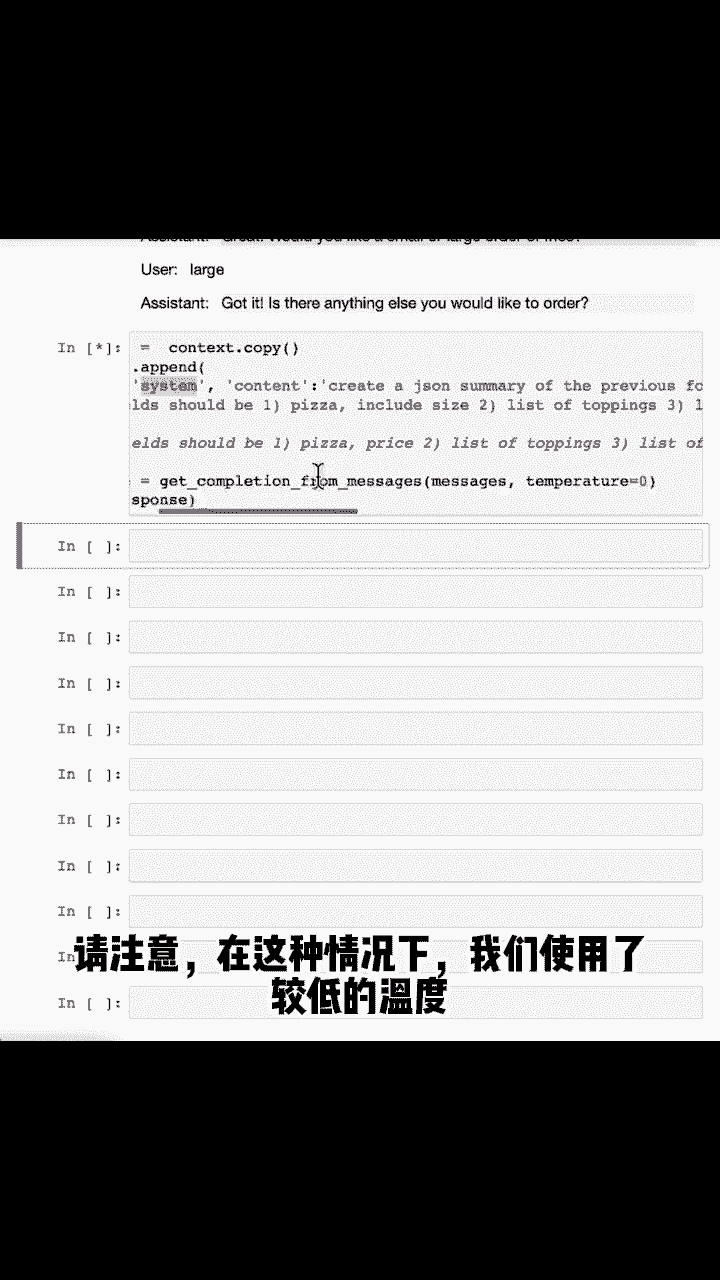 User: large
Assistant: Got it! Is there anything else you would like to order?
In [*]: = context.copy()
.append(
'system', 'content':'create a json summary of the previous fo
lds should be 1) pizza, include size 2) list of toppings 3) l
elds should be 1) pizza, price 2) list of toppings 3) list of
= get_completion_from_messages(messages, temperature=0)
sponse)
In [ ]:
In [ ]:
In [ ]:
In [ ]:
In [ ]:
In [ ]:
In [ ]:
In [ ]:
In [ ]:
In
In [ ]:
请注意，在这种情况下，我们使用了
较低的温度